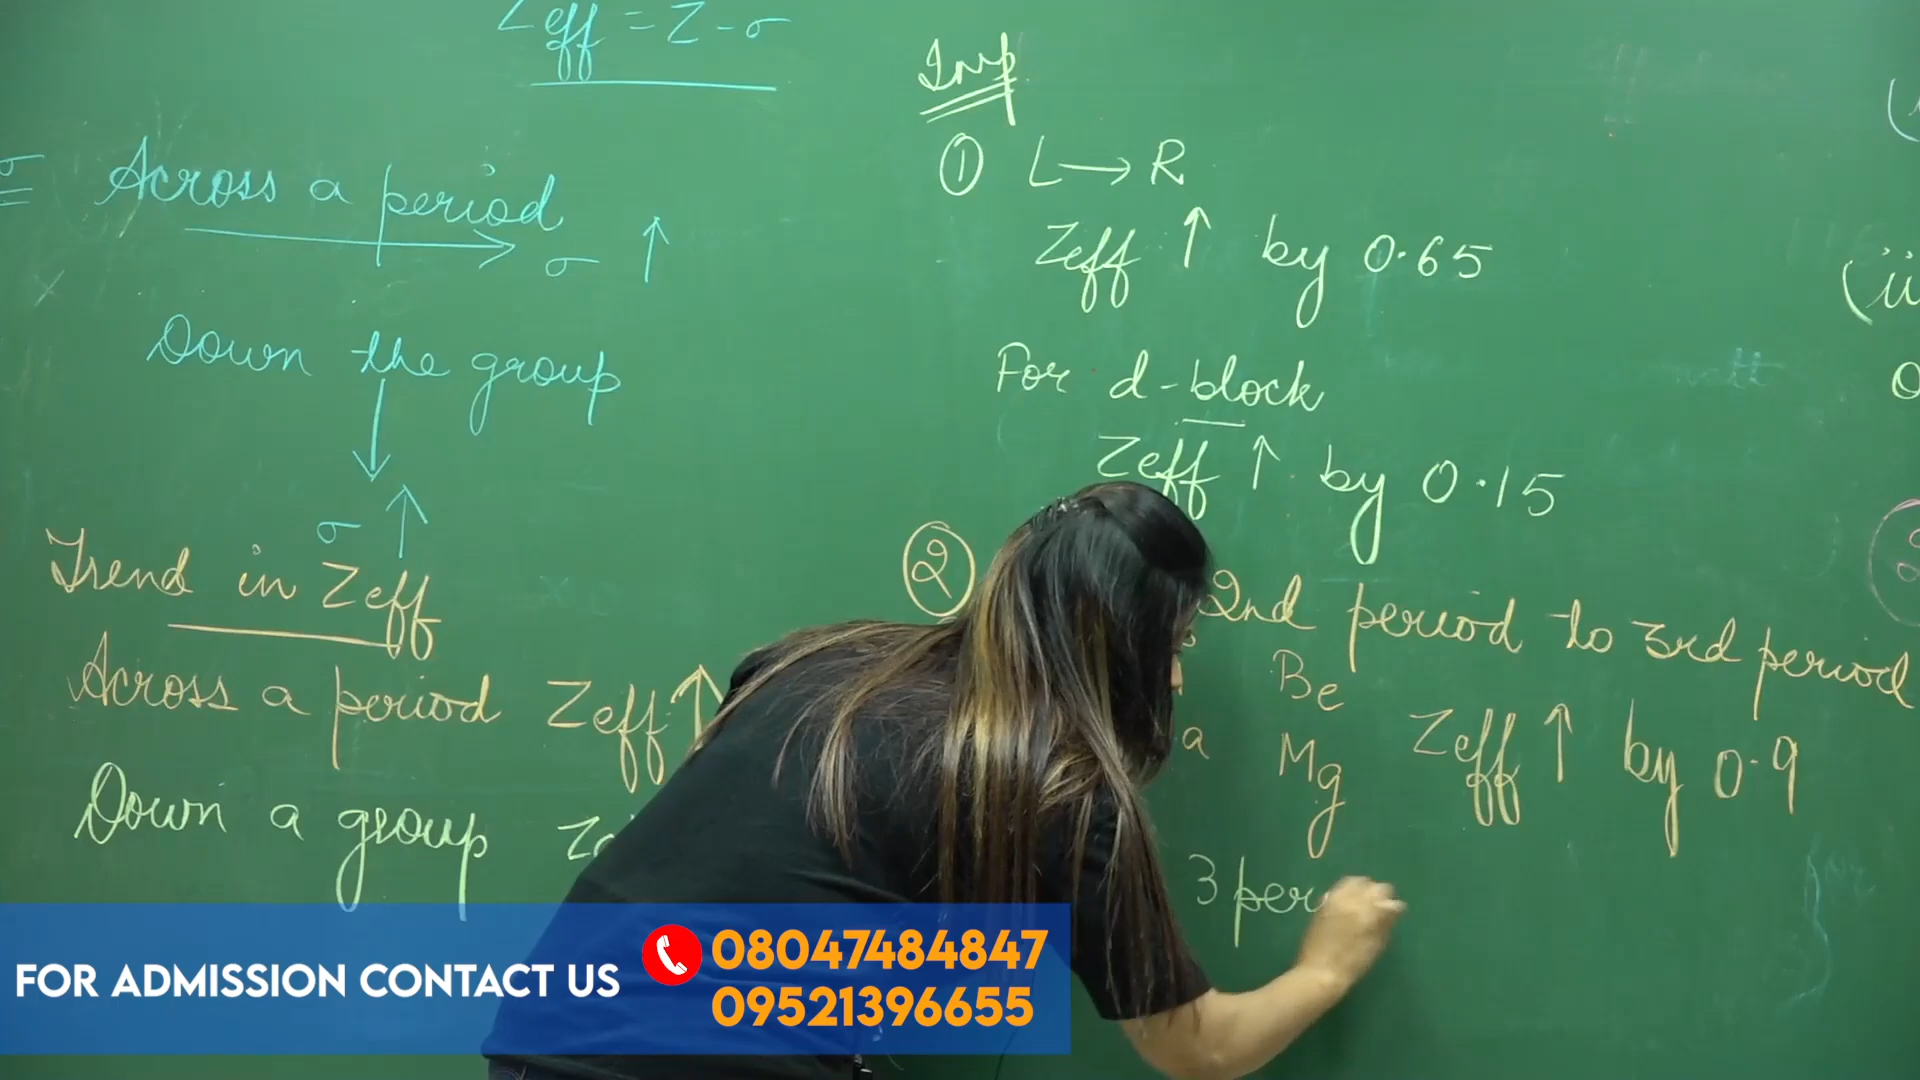 Zeff = Z - σ
Across a period
σ ↑
Down the group
σ ↑
Trend in Zeff
Across a period Zeff ↑
Down a group
Imp
① L → R
Zeff ↑ by 0.65
For d-block
Zeff ↑ by 0.15
② 2nd period to 3rd period
Be
a Mg Zeff ↑ by 0.9
3 per
(ii
FOR ADMISSION CONTACT US
08047484847
09521396655